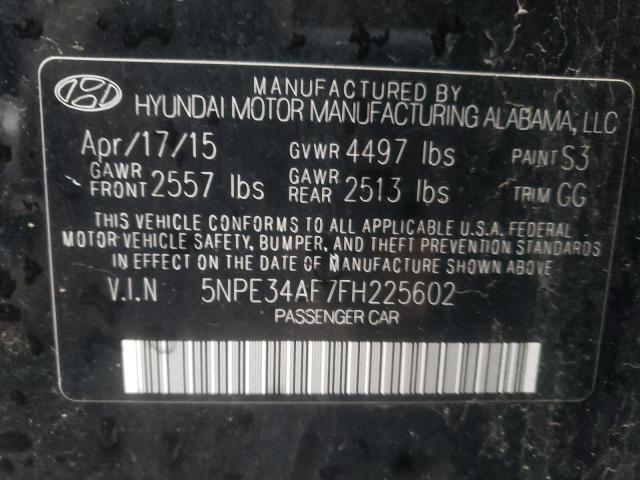 MANUFACTURED BY
HYUNDAI MOTOR MANUFACTURING ALABAMA, LLC
Apr/17/15 GVWR 4497 lbs PAINT S3
GAWR FRONT 2557 lbs GAWR REAR 2513 lbs TRIM GG
THIS VEHICLE CONFORMS TO ALL APPLICABLE U.S.A. FEDERAL
MOTOR VEHICLE SAFETY, BUMPER, AND THEFT PREVENTION STANDARDS
IN EFFECT ON THE DATE OF MANUFACTURE SHOWN ABOVE.
V.I.N 5NPE34AF7FH225602
PASSENGER CAR